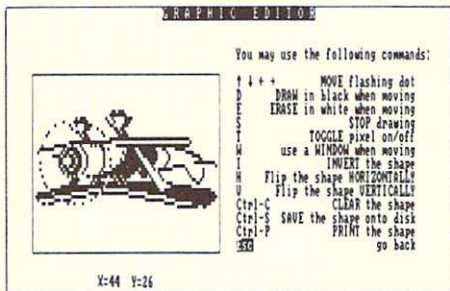 GRAPHIC EDITOR
You may use the following commands:
↑ ↓ ← → MOVE flashing dot
D DRAW in black when moving
E ERASE in white when moving
S STOP drawing
T TOGGLE pixel on/off
W use a WINDOW when moving
I INVERT the shape
H Flip the shape HORIZONTALLY
V Flip the shape VERTICALLY
Ctrl-C CLEAR the shape
Ctrl-S SAVE the shape onto disk
Ctrl-P PRINT the shape
ESC go back
X=44 Y=26